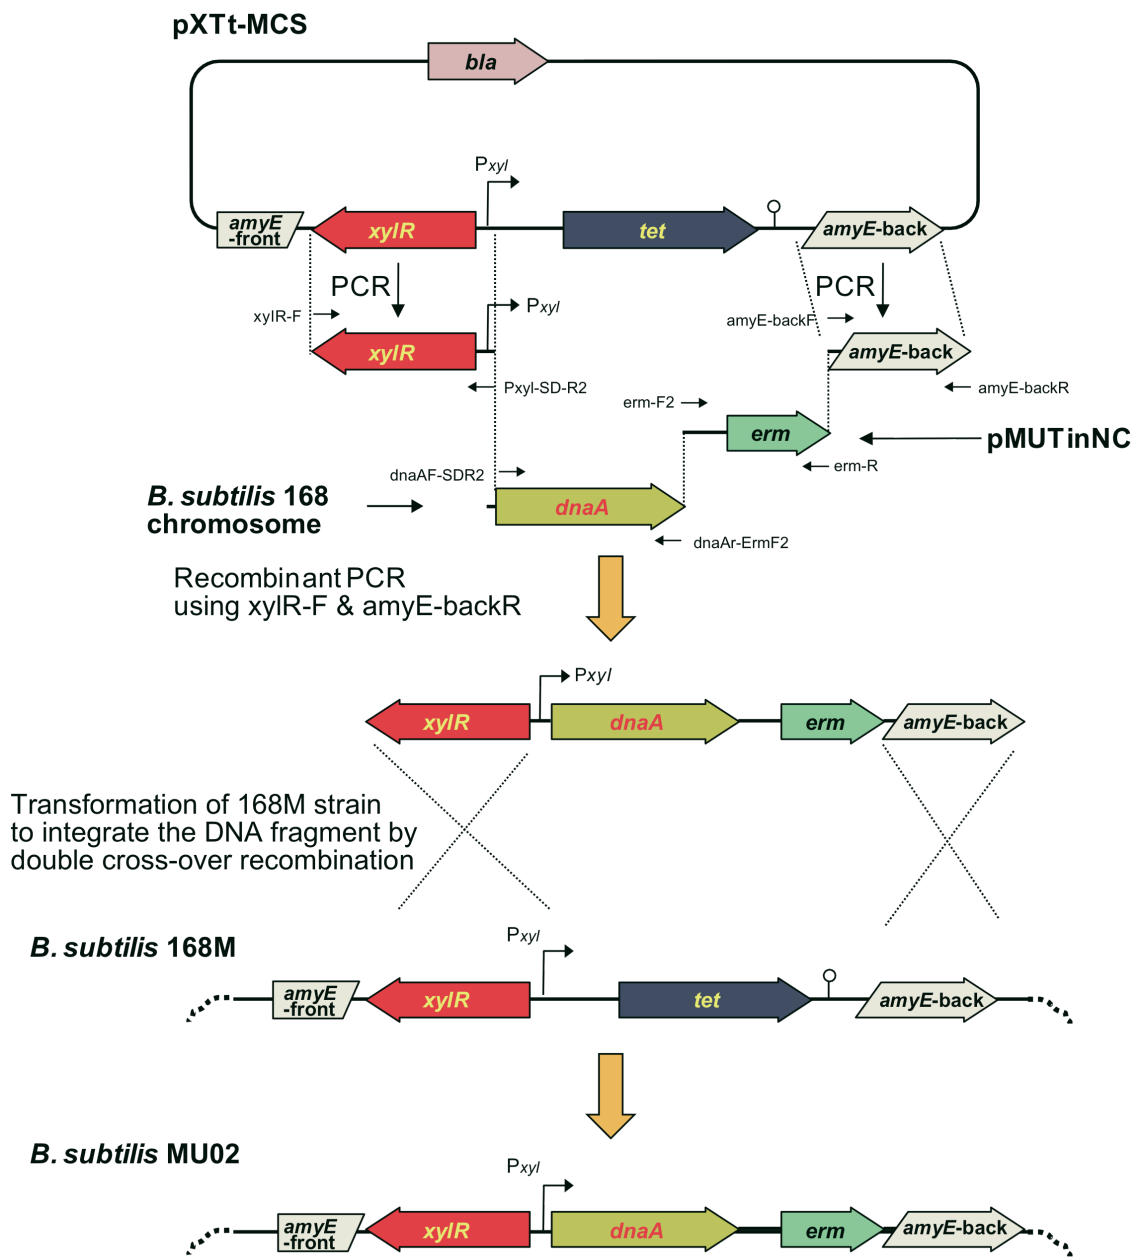 pXTt-MCS
bla
Pxyl
amyE
-front
xylR
tet
amyE-back
PCR
PCR
xylR-F
Pxyl
amyE-backF
xylR
amyE-back
Pxyl-SD-R2
amyE-backR
erm-F2
erm
pMUTinNC
erm-R
dnaAF-SDR2
B. subtilis 168
chromosome
dnaA
dnaAr-ErmF2
Recombinant PCR
using xylR-F & amyE-backR
Pxyl
xylR
dnaA
erm
amyE-back
Transformation of 168M strain
to integrate the DNA fragment by
double cross-over recombination
B. subtilis 168M
Pxyl
amyE
-front
xylR
tet
amyE-back
B. subtilis MU02
Pxyl
amyE
-front
xylR
dnaA
erm
amyE-back